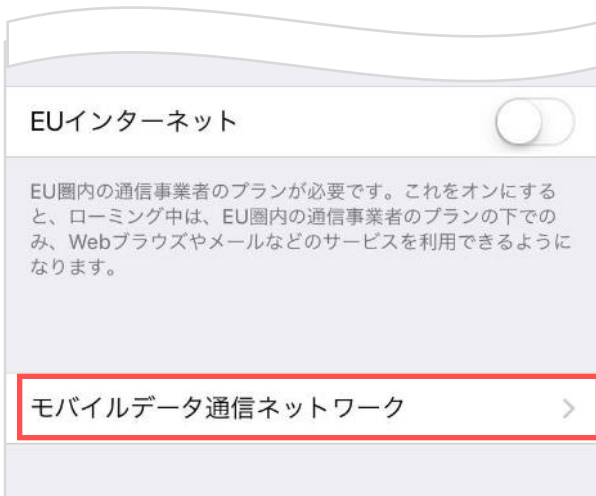 EUインターネット
EU圏内の通信事業者のプランが必要です。これをオンにする
と、ローミング中は、EU圏内の通信事業者のプランの下での
み、Webブラウズやメールなどのサービスを利用できるように
なります。
モバイルデータ通信ネットワーク